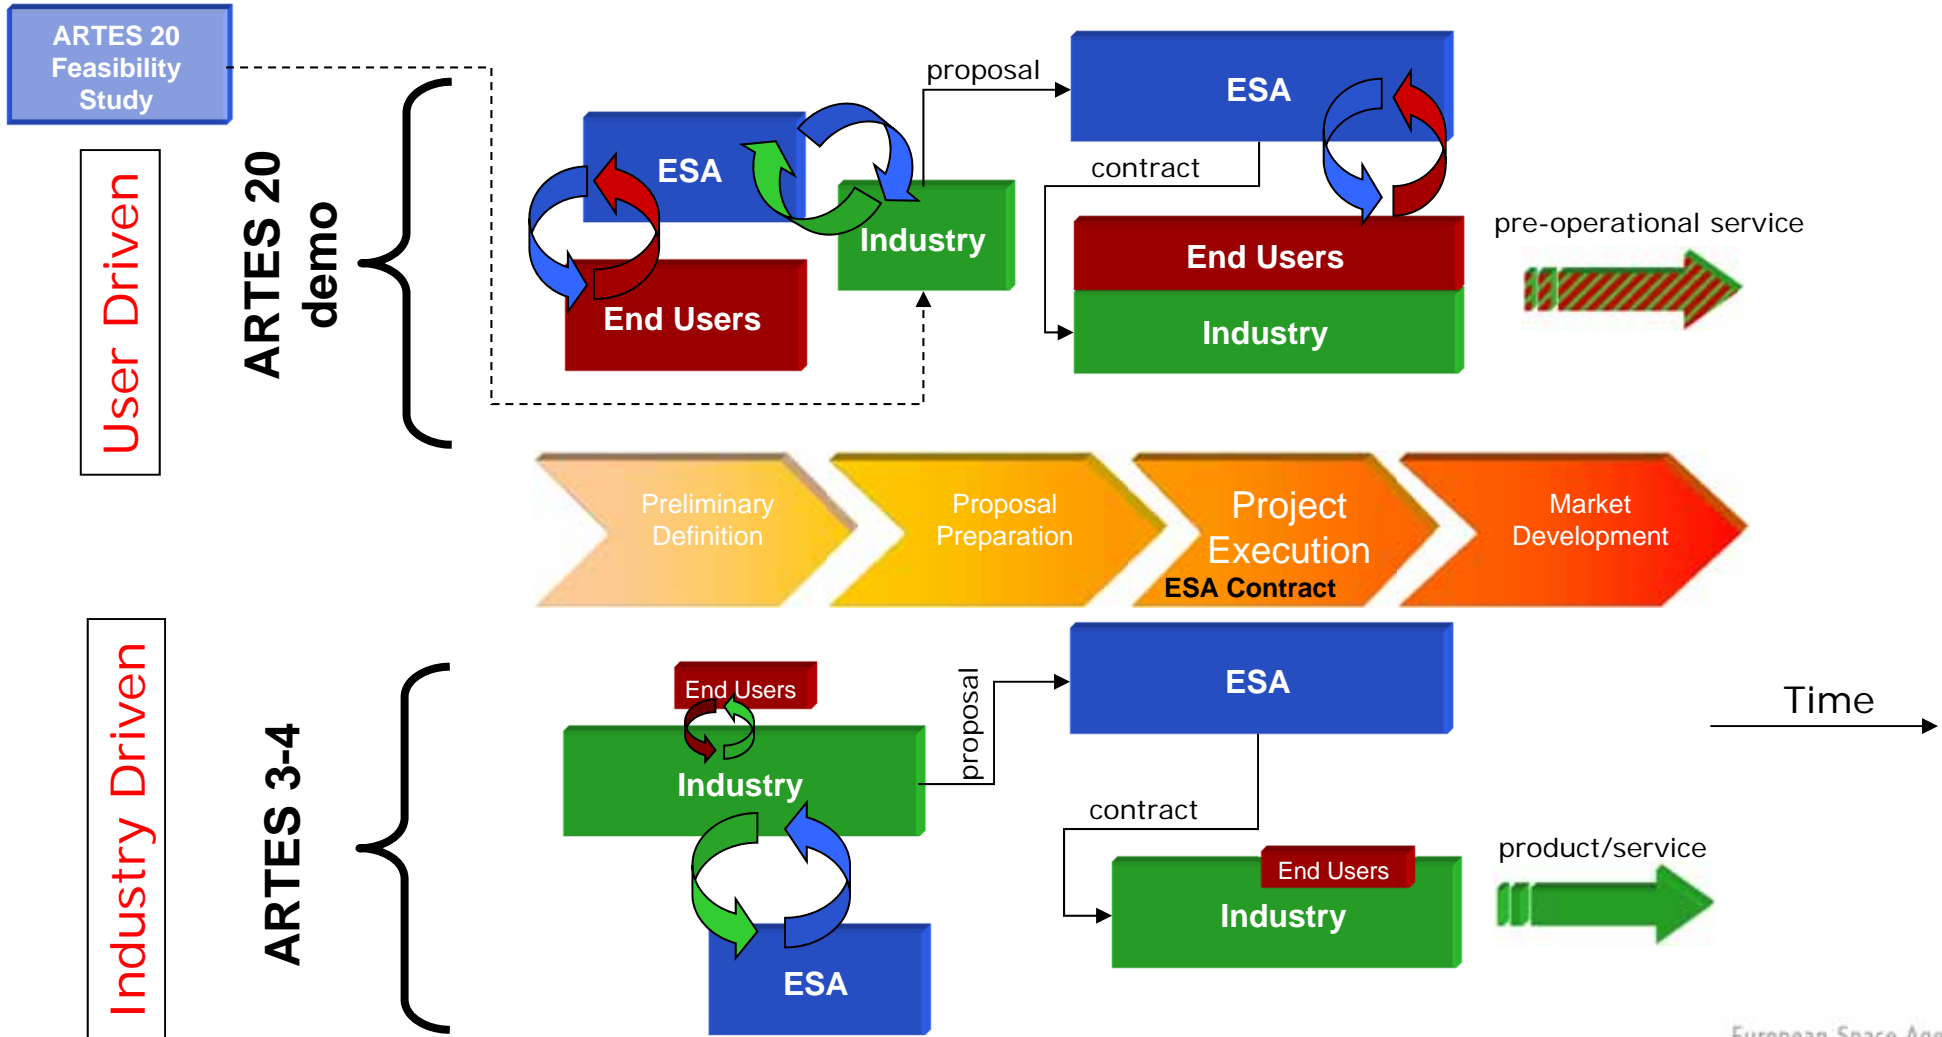 ARTES 20
Feasibility
Study
User Driven
ARTES 20
demo
ESA
End Users
Industry
proposal
ESA
contract
End Users
Industry
pre-operational service
Preliminary
Definition
Proposal
Preparation
Project
Execution
ESA Contract
Market
Development
Industry Driven
ARTES 3-4
End Users
Industry
ESA
proposal
ESA
contract
End Users
Industry
product/service
Time
European Space